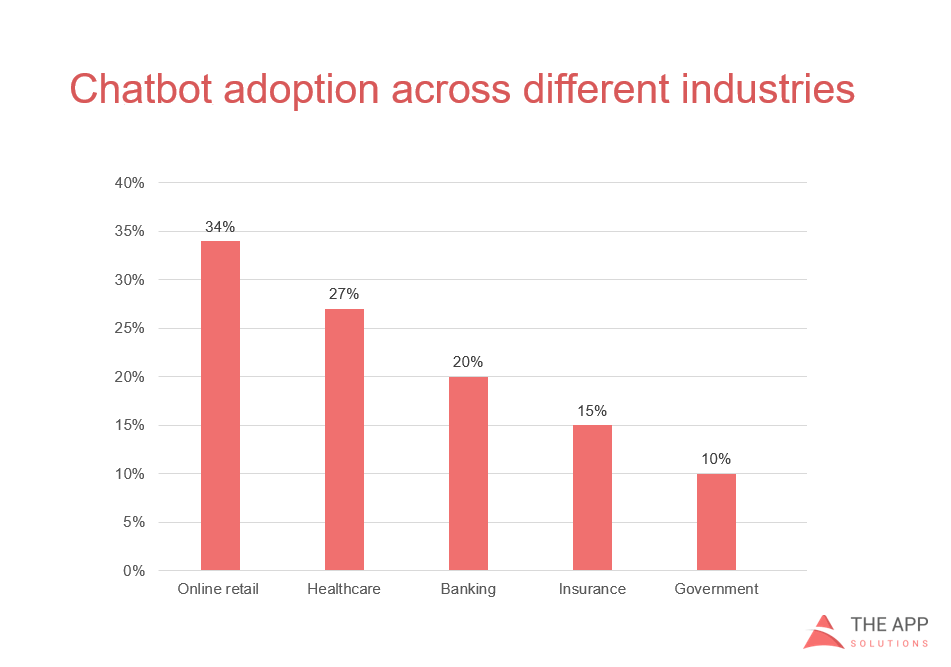 Chatbot adoption across different industries
40%
35%
30%
25%
20%
15%
10%
5%
0%
34%
27%
20%
15%
10%
Online retail
Healthcare
Banking
Insurance
Government
THE APP
SOLUTIONS